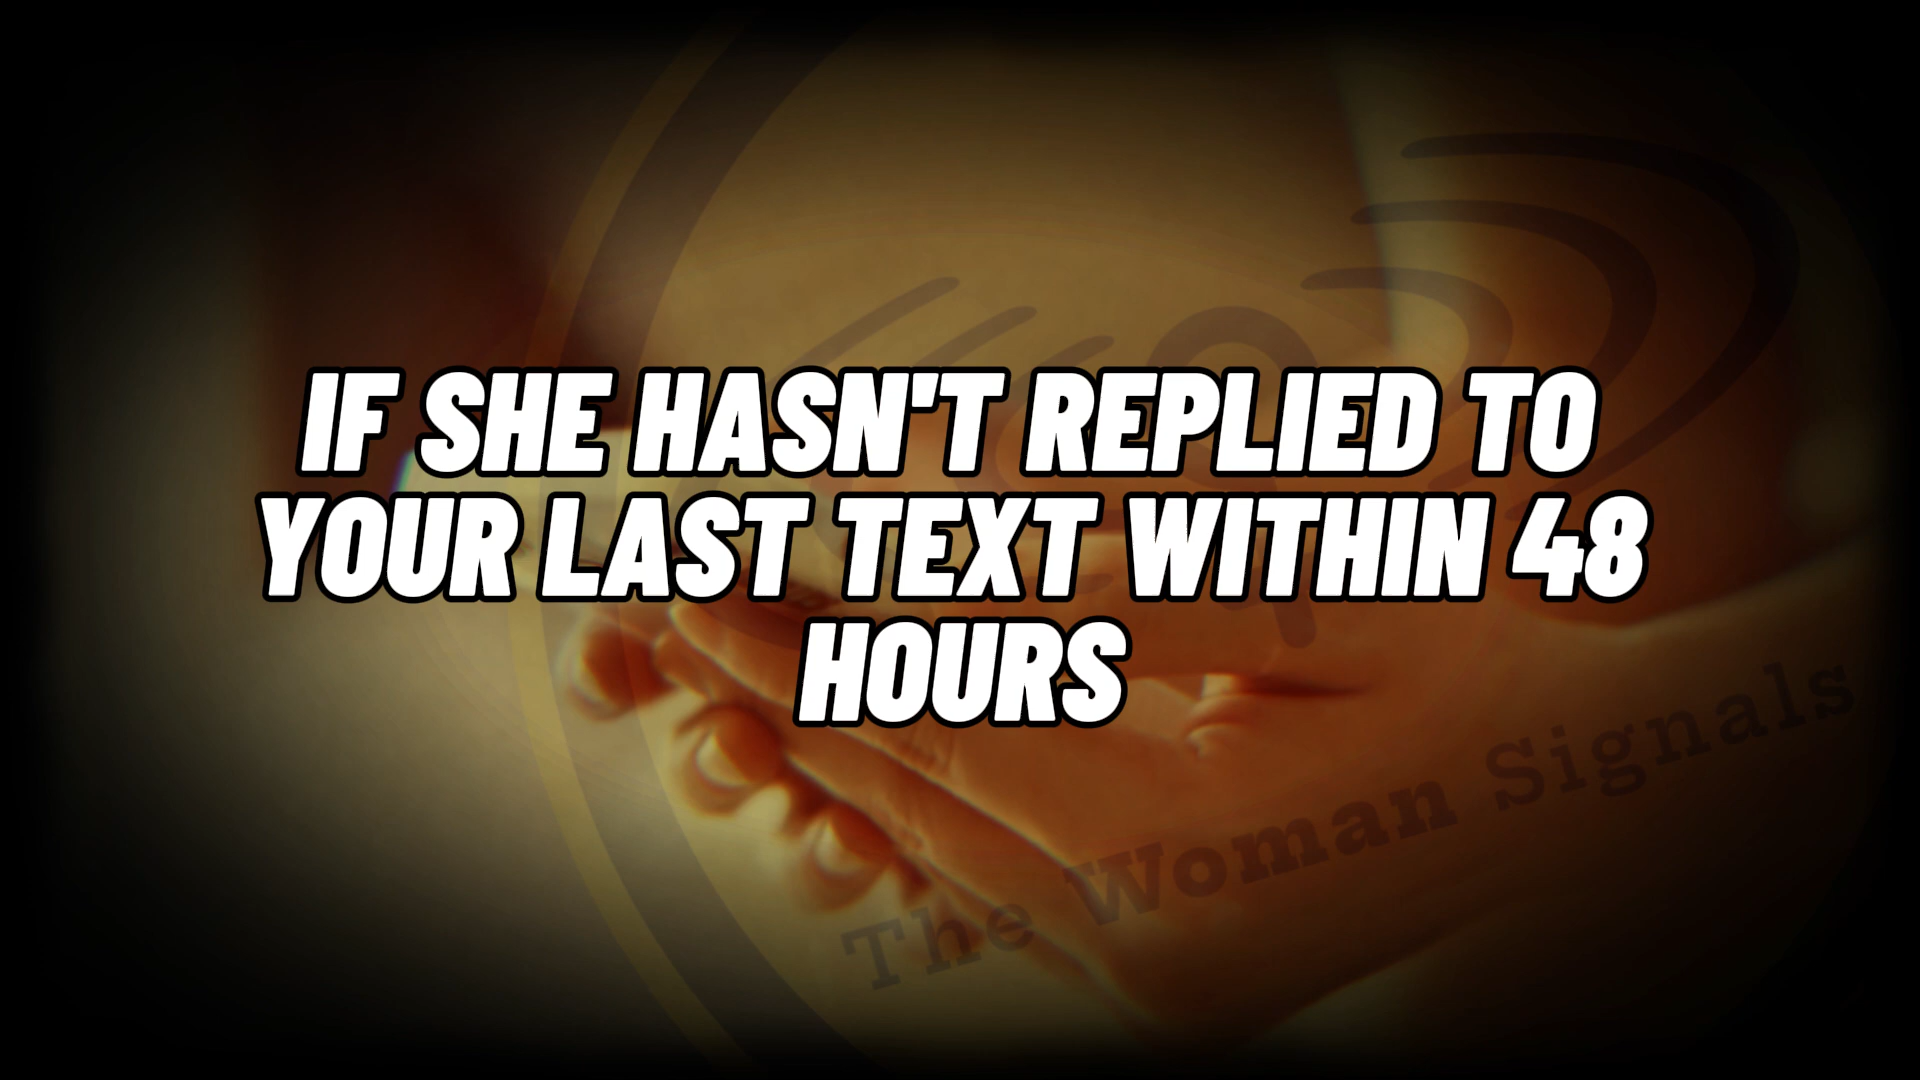 IF SHE HASN'T REPLIED TO
YOUR LAST TEXT WITHIN 48
HOURS
The Woman Signals